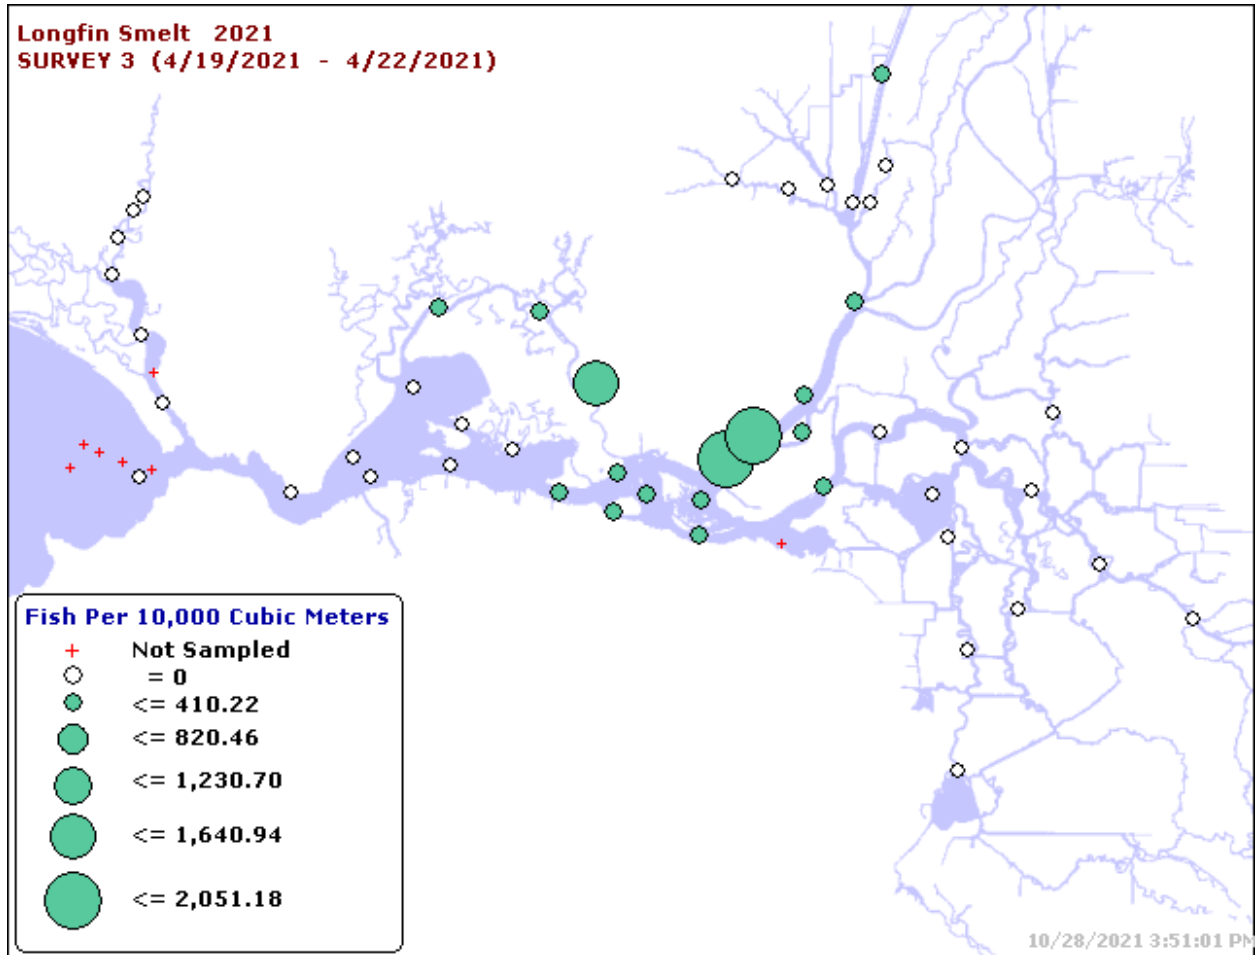 Longfin Smelt 2021
SURVEY 3 (4/19/2021 - 4/22/2021)
Fish Per 10,000 Cubic Meters
Not Sampled
= 0
<= 410.22
<= 820.46
<= 1,230.70
<= 1,640.94
<= 2,051.18
10/28/2021 3:51:01 PM